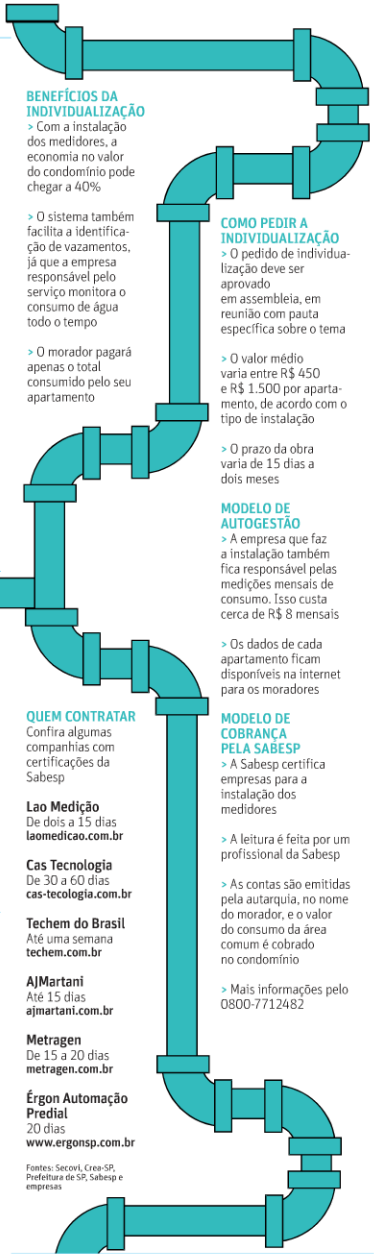 BENEFÍCIOS DA
INDIVIDUALIZAÇÃO
> Com a instalação
dos medidores, a
economia no valor
do condomínio pode
chegar a 40%
> O sistema também
facilita a identifica-
ção de vazamentos,
já que a empresa
responsável pelo
serviço monitora o
consumo de água
todo o tempo
> O morador pagará
apenas o total
consumido pelo seu
apartamento
COMO PEDIR A
INDIVIDUALIZAÇÃO
> O pedido de individua-
lização deve ser
aprovado
em assembleia, em
reunião com pauta
específica sobre o tema
> O valor médio
varia entre R$ 450
e R$ 1.500 por aparta-
mento, de acordo com o
tipo de instalação
> O prazo da obra
varia de 15 dias a
dois meses
MODELO DE
AUTOGESTÃO
> A empresa que faz
a instalação também
fica responsável pelas
medições mensais de
consumo. Isso custa
cerca de R$ 8 mensais
> Os dados de cada
apartamento ficam
disponíveis na internet
para os moradores
MODELO DE
COBRANÇA
PELA SABESP
> A Sabesp certifica
empresas para a
instalação dos
medidores
> A leitura é feita por um
profissional da Sabesp
> As contas são emitidas
pela autarquia, no nome
do morador, e o valor
do consumo da área
comum é cobrado
no condomínio
> Mais informações pelo
0800-7712482
QUEM CONTRATAR
Confira algumas
companhias com
certificações da
Sabesp
Lao Medição
De dois a 15 dias
laomedicao.com.br
Cas Tecnologia
De 30 a 60 dias
cas-tecologia.com.br
Techem do Brasil
Até uma semana
techem.com.br
AJMartani
Até 15 dias
ajmartani.com.br
Metragen
De 15 a 20 dias
metragen.com.br
Érgon Automação
Predial
20 dias
www.ergonsp.com.br
Fontes: Secovi, Crea-SP,
Prefeitura de SP, Sabesp e
empresas